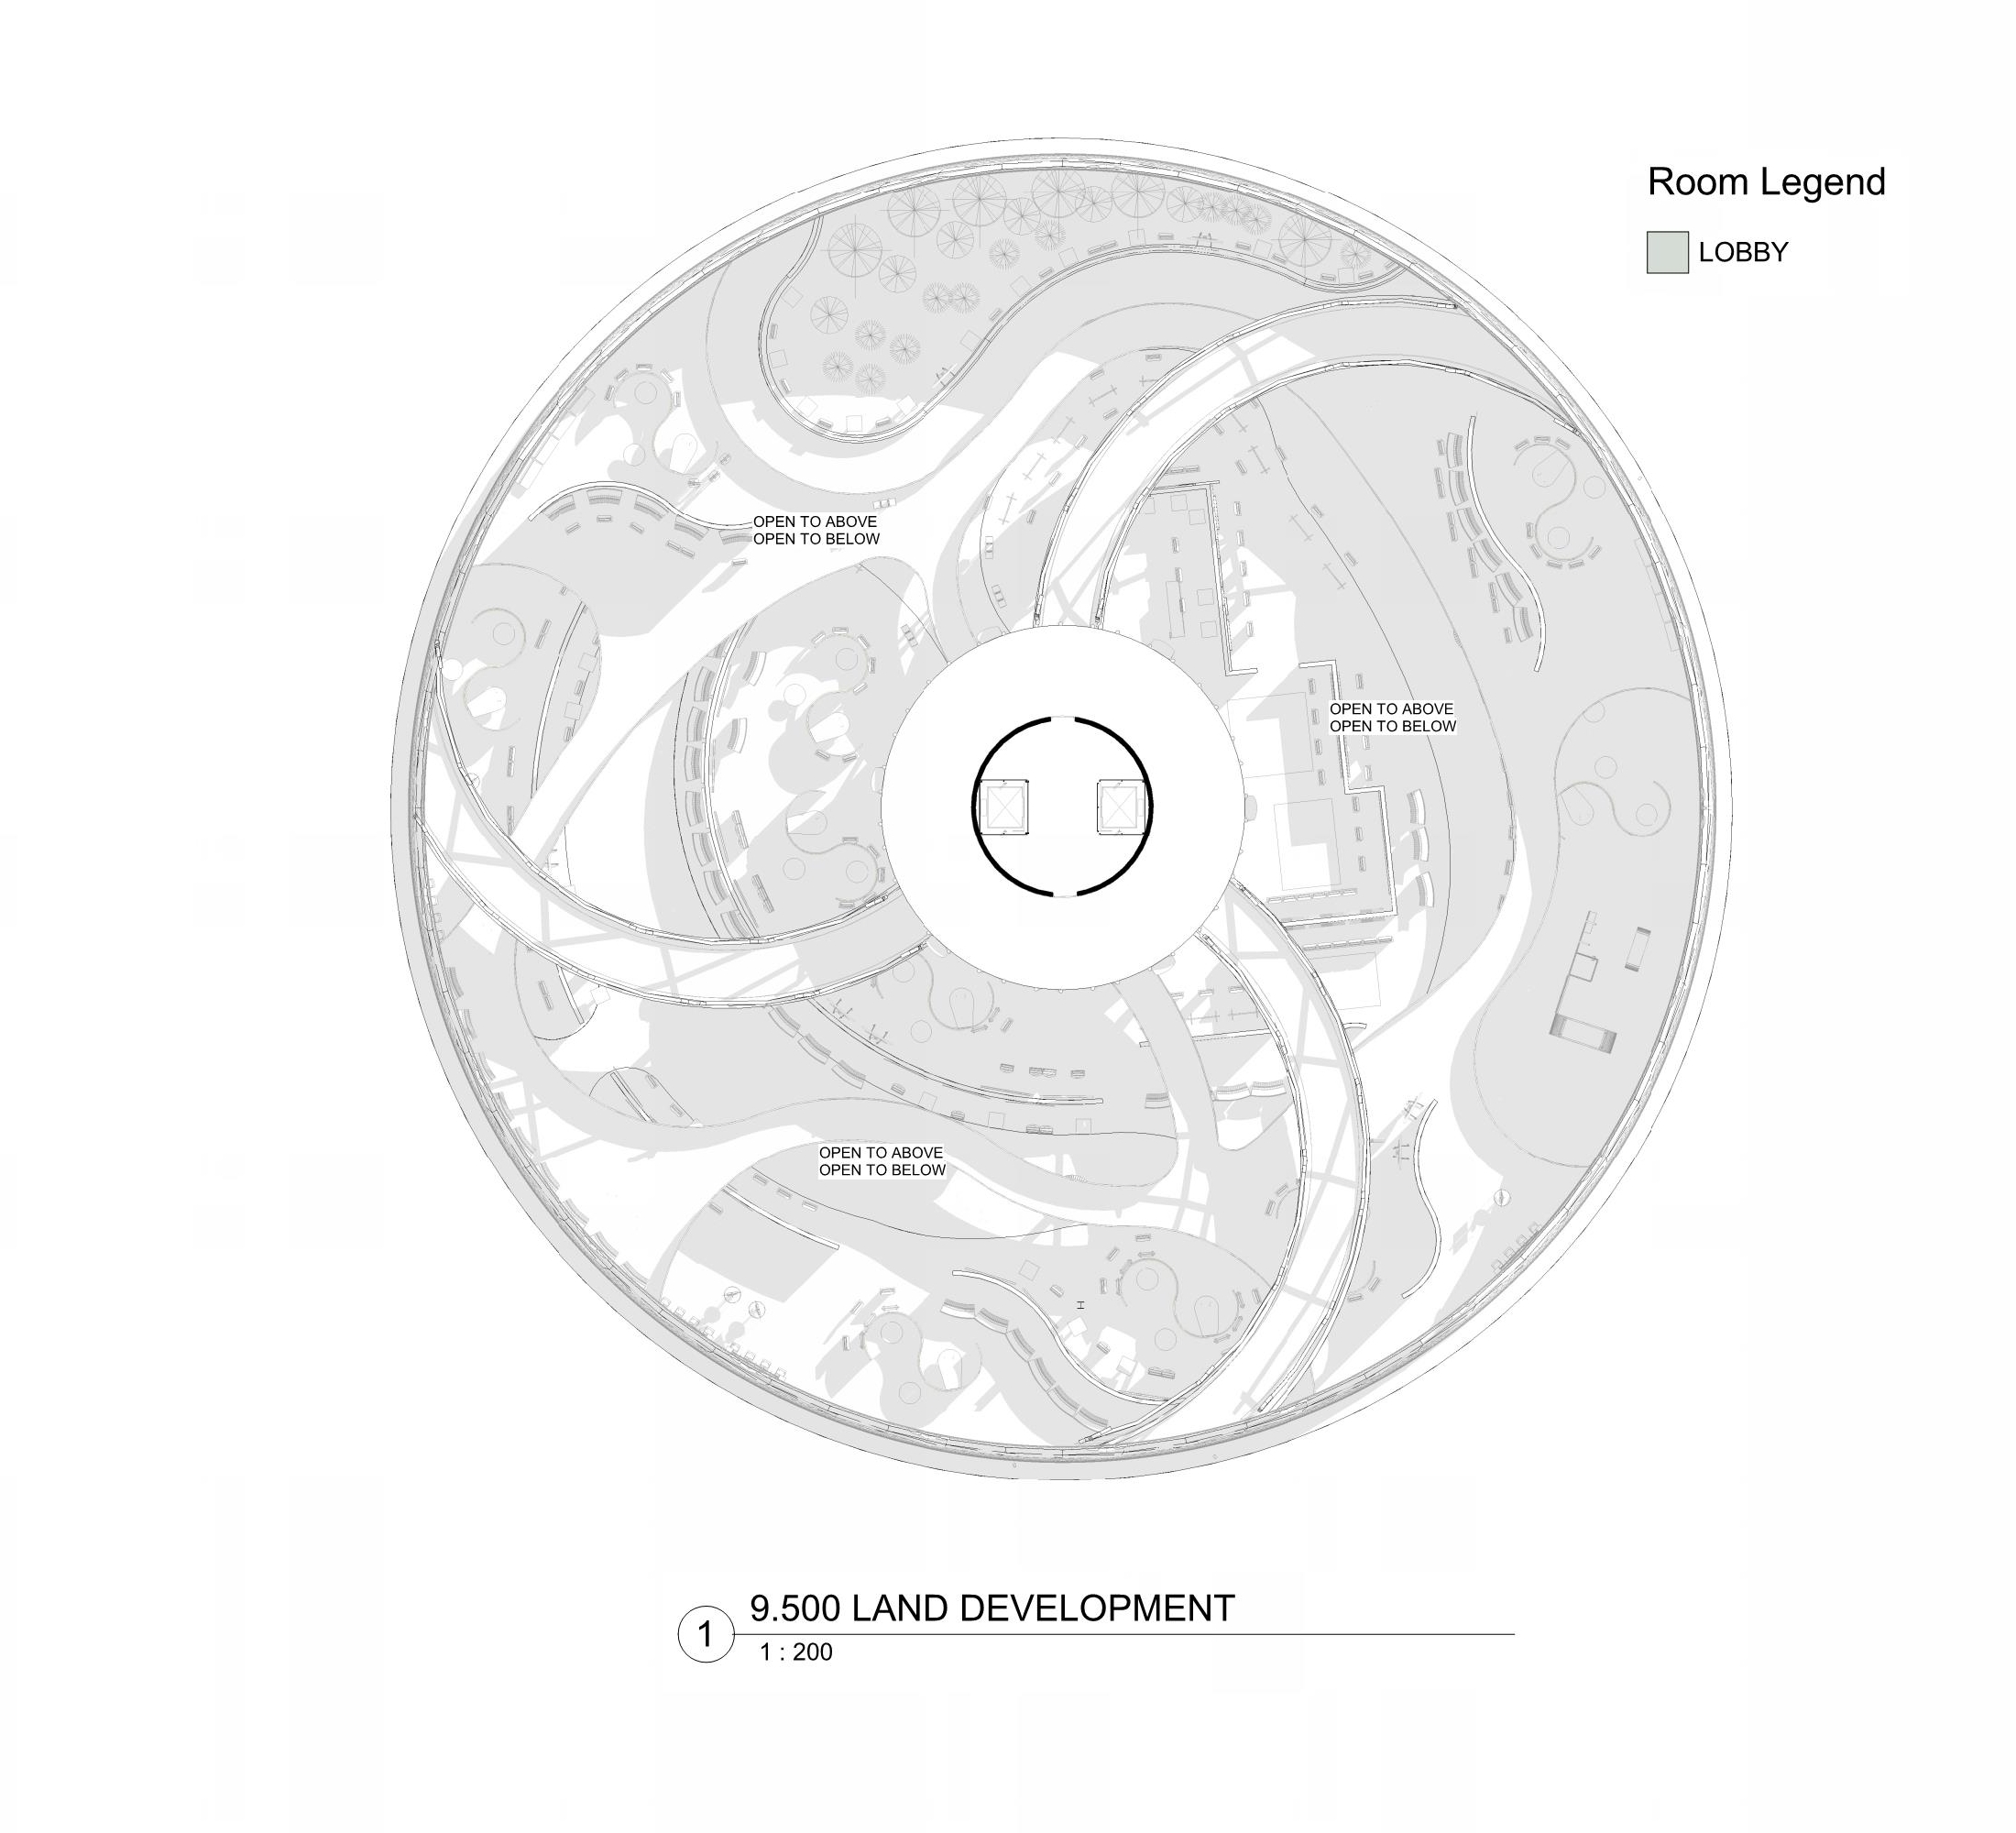 Room Legend
LOBBY
OPEN TO ABOVE
OPEN TO BELOW
OPEN TO ABOVE
OPEN TO BELOW
OPEN TO ABOVE
OPEN TO BELOW
1
9.500 LAND DEVELOPMENT
1 : 200